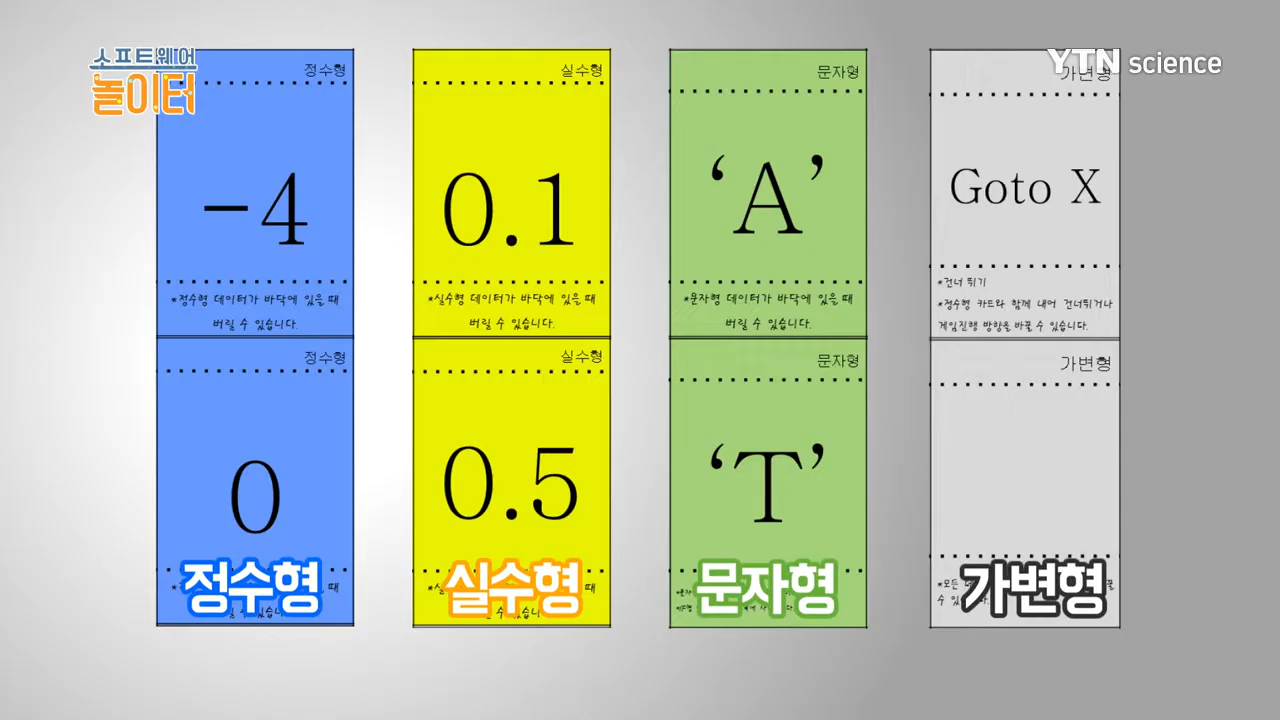 소프트웨어
놀이터
YTN science
정수형
-4
*정수형 데이터가 바닥에 있을 때
버릴 수 있습니다.
정수형
0
때
정수형
실수형
0.1
*실수형 데이터가 바닥에 있을 때
버릴 수 있습니다.
실수형
0.5
때
실수형
문자형
‘A’
*문자형 데이터가 바닥에 있을 때
버릴 수 있습니다.
문자형
‘T’
문자형
가변형
Goto X
*건너 뛰기
*정수형 카드와 함께 내어 건너뛰거나
게임진행 방향을 바꿀 수 있습니다.
가변형
*모든
가변형